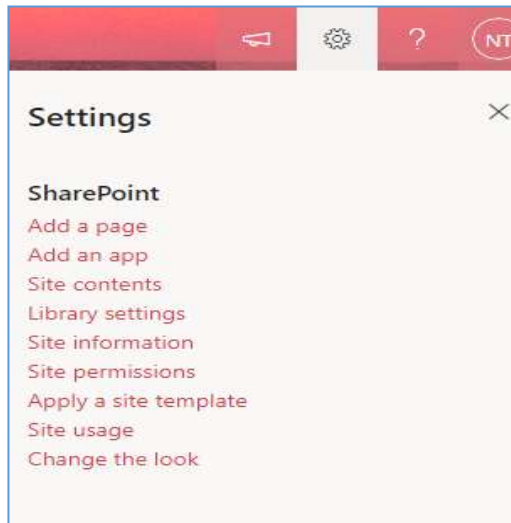 ?
NT
Settings
SharePoint
Add a page
Add an app
Site contents
Library settings
Site information
Site permissions
Apply a site template
Site usage
Change the look